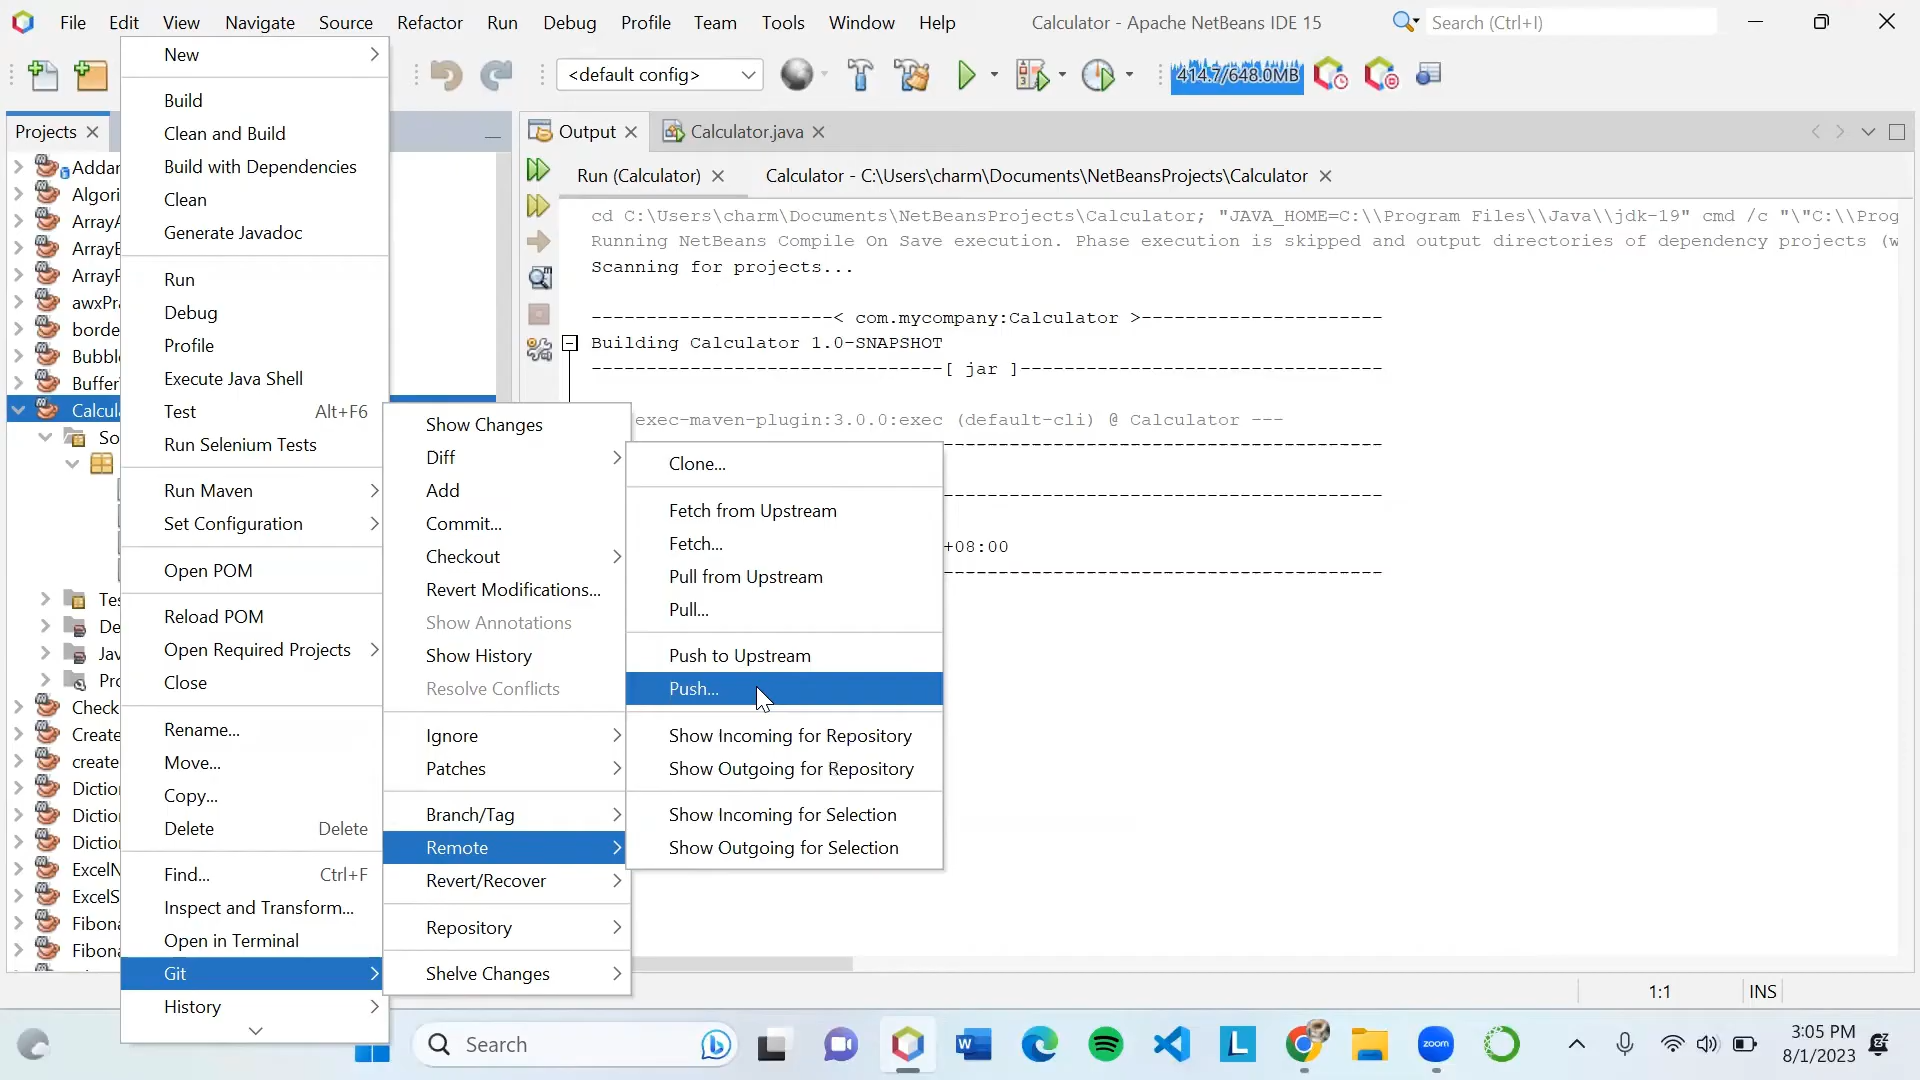 File Edit View Navigate Source Refactor Run Debug Profile Team Tools Window Help
Calculator - Apache NetBeans IDE 15
Search (Ctrl+I)
<default config>
414.7/648.0MB
Projects
Output
Calculator.java
Run (Calculator)
Calculator - C:\Users\charm\Documents\NetBeansProjects\Calculator
Addar
Algori
ArrayA
ArrayE
ArrayF
awxPra
borde
Bubbl
Buffer
Calcula
So
Tes
De
Jav
Pro
Check
Create
create
Dictio
Dictio
Dictio
ExcelN
ExcelS
Fibona
Fibona
New
Build
Clean and Build
Build with Dependencies
Clean
Generate Javadoc
Run
Debug
Profile
Execute Java Shell
Test Alt+F6
Run Selenium Tests
Run Maven
Set Configuration
Open POM
Reload POM
Open Required Projects
Close
Rename...
Move...
Copy...
Delete Delete
Find... Ctrl+F
Inspect and Transform...
Open in Terminal
Git
History
Show Changes
Diff
Add
Commit...
Checkout
Revert Modifications...
Show Annotations
Show History
Resolve Conflicts
Ignore
Patches
Branch/Tag
Remote
Revert/Recover
Repository
Shelve Changes
Clone...
Fetch from Upstream
Fetch...
Pull from Upstream
Pull...
Push to Upstream
Push...
Show Incoming for Repository
Show Outgoing for Repository
Show Incoming for Selection
Show Outgoing for Selection
cd C:\Users\charm\Documents\NetBeansProjects\Calculator; "JAVA_HOME=C:\\Program Files\\Java\\jdk-19" cmd /c "\"C:\\Prog
Running NetBeans Compile On Save execution. Phase execution is skipped and output directories of dependency projects (w
Scanning for projects...
----------------------< com.mycompany:Calculator >----------------------
Building Calculator 1.0-SNAPSHOT
--------------------------------[ jar ]---------------------------------
exec-maven-plugin:3.0.0:exec (default-cli) @ Calculator ---
+08:00
1:1 INS
Search
zoom
3:05 PM
8/1/2023